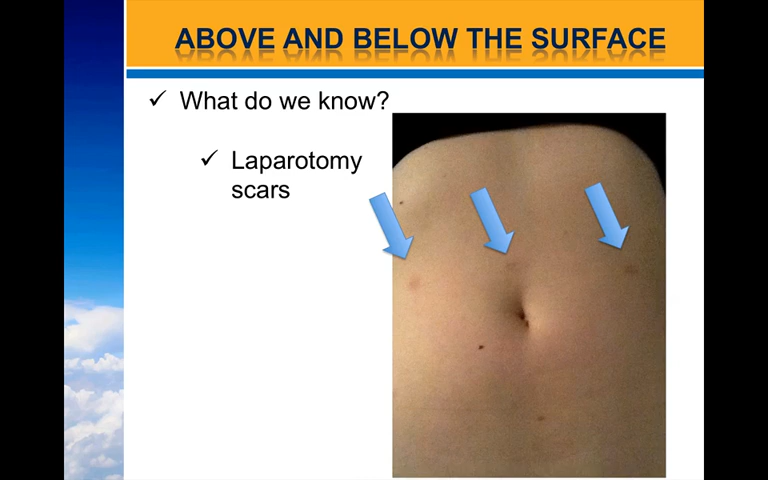 ABOVE AND BELOW THE SURFACE
✓ What do we know?
✓ Laparotomy
scars